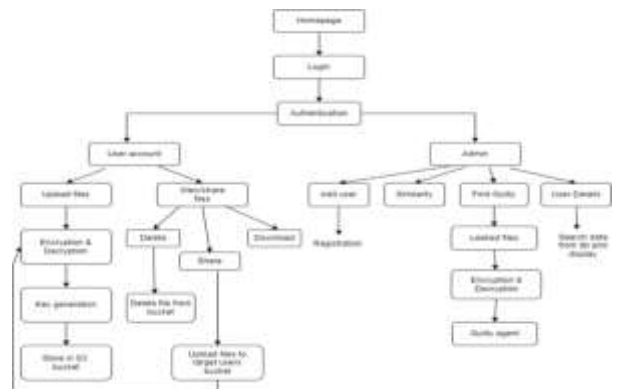 Homepage
Login
Authentication
User account
Admin
Upload files
View/share
files
Add user
Similarity
Find Guilty
User Details
Encryption &
Decryption
Delete
Share
Download
Registration
Leaked files
Search data
from db and
display
Key generation
Delete file from
bucket
Encryption &
Decryption
Store in S3
bucket
Upload files to
target users
bucket
Guilty agent